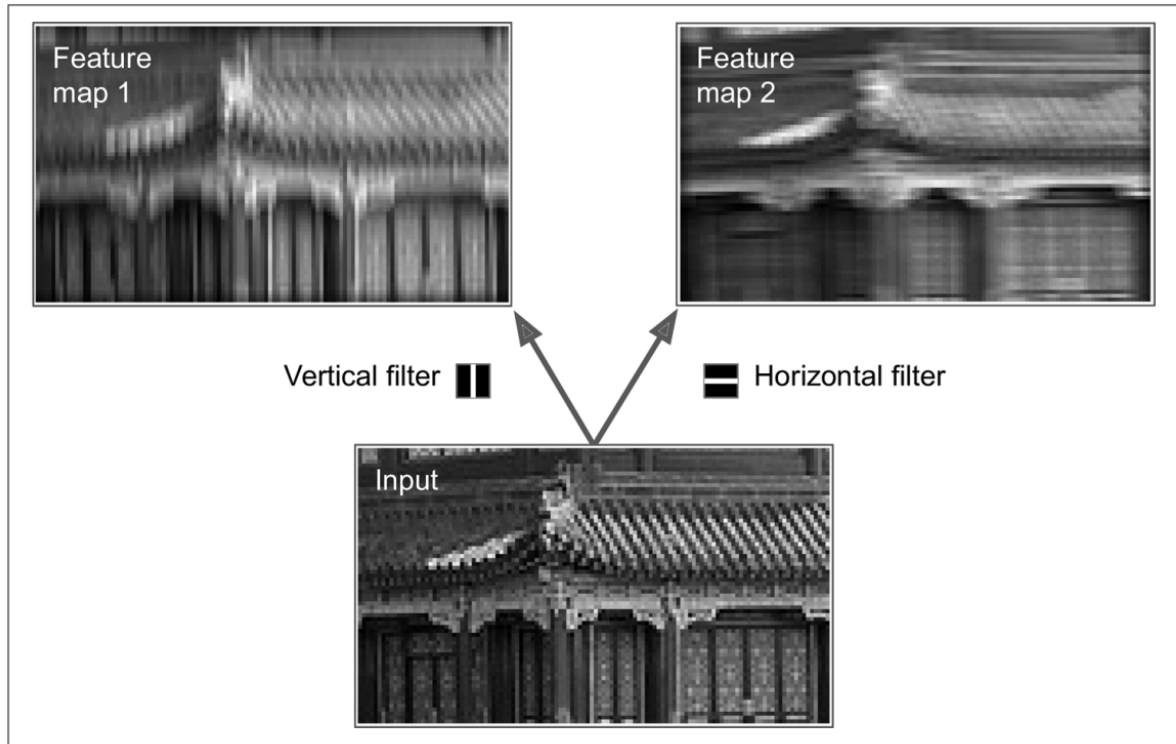 Feature
map 1
Feature
map 2
Vertical filter
Horizontal filter
Input